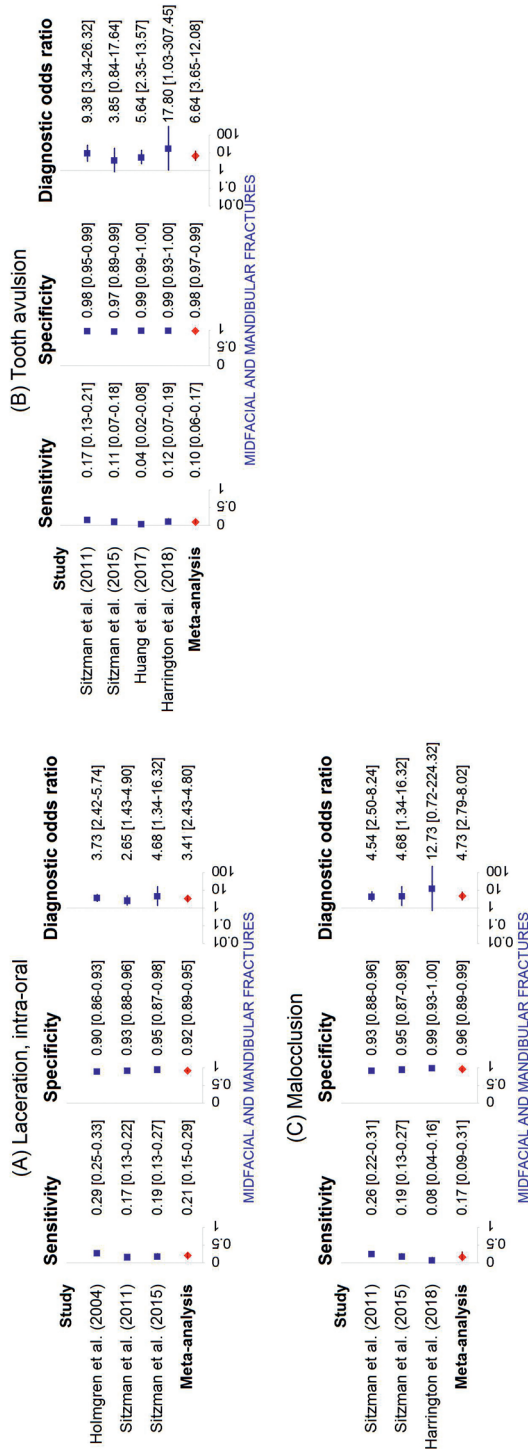 (A) Laceration, intra-oral
Study Sensitivity Specificity Diagnostic odds ratio
Holmgren et al. (2004) 0.29 [0.25-0.33] 0.90 [0.86-0.93] 3.73 [2.42-5.74]
Sitzman et al. (2011) 0.17 [0.13-0.22] 0.93 [0.88-0.96] 2.65 [1.43-4.90]
Sitzman et al. (2015) 0.19 [0.13-0.27] 0.95 [0.87-0.98] 4.68 [1.34-16.32]
Meta-analysis 0.21 [0.15-0.29] 0.92 [0.89-0.95] 3.41 [2.43-4.80]
0 0.5 1 0 0.5 1 0.01 0.1 1 10 100
MIDFACIAL AND MANDIBULAR FRACTURES
(B) Tooth avulsion
Study Sensitivity Specificity Diagnostic odds ratio
Sitzman et al. (2011) 0.17 [0.13-0.21] 0.98 [0.95-0.99] 9.38 [3.34-26.32]
Sitzman et al. (2015) 0.11 [0.07-0.18] 0.97 [0.89-0.99] 3.85 [0.84-17.64]
Huang et al. (2017) 0.04 [0.02-0.08] 0.99 [0.99-1.00] 5.64 [2.35-13.57]
Harrington et al. (2018) 0.12 [0.07-0.19] 0.99 [0.93-1.00] 17.80 [1.03-307.45]
Meta-analysis 0.10 [0.06-0.17] 0.98 [0.97-0.99] 6.64 [3.65-12.08]
0 0.5 1 0 0.5 1 0.01 0.1 1 10 100
MIDFACIAL AND MANDIBULAR FRACTURES
(C) Malocclusion
Study Sensitivity Specificity Diagnostic odds ratio
Sitzman et al. (2011) 0.26 [0.22-0.31] 0.93 [0.88-0.96] 4.54 [2.50-8.24]
Sitzman et al. (2015) 0.19 [0.13-0.27] 0.95 [0.87-0.98] 4.68 [1.34-16.32]
Harrington et al. (2018) 0.08 [0.04-0.16] 0.99 [0.93-1.00] 12.73 [0.72-224.32]
Meta-analysis 0.17 [0.09-0.31] 0.96 [0.89-0.99] 4.73 [2.79-8.02]
0 0.5 1 0 0.5 1 0.01 0.1 1 10 100
MIDFACIAL AND MANDIBULAR FRACTURES